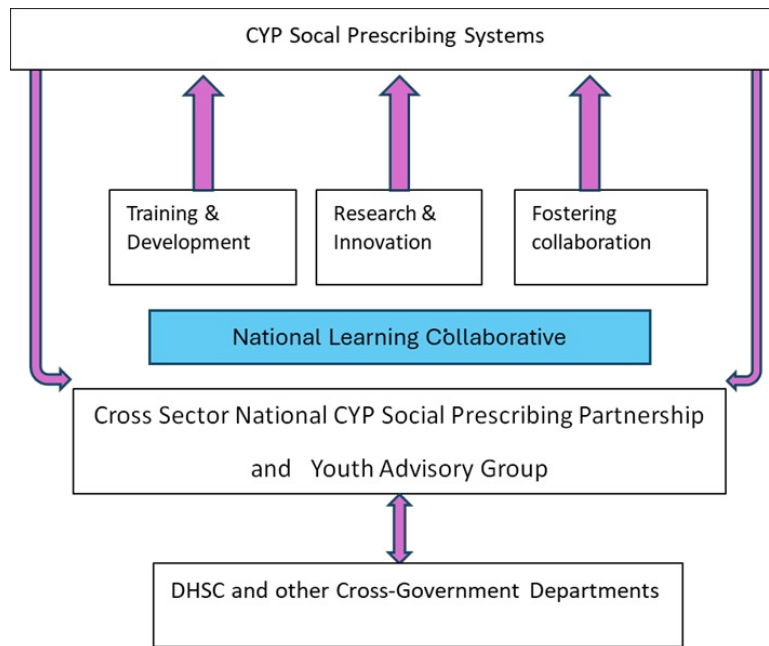 CYP Socal Prescribing Systems
Training &
Development
Research &
Innovation
Fostering
collaboration
National Learning Collaborative
Cross Sector National CYP Social Prescribing Partnership
and Youth Advisory Group
DHSC and other Cross-Government Departments